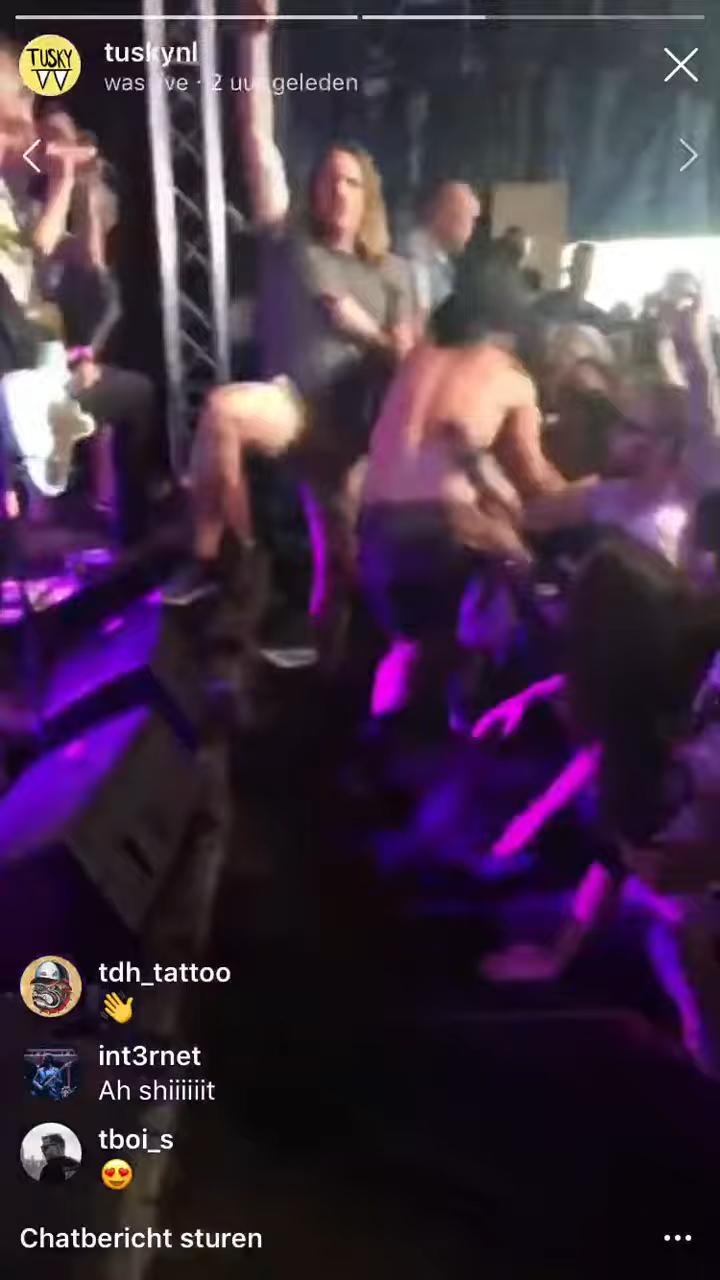 TUSKY
tuskynl
was live · 2 uur geleden
tdh_tattoo
👋
int3rnet
Ah shiiiiiit
tboi_s
😍
Chatbericht sturen